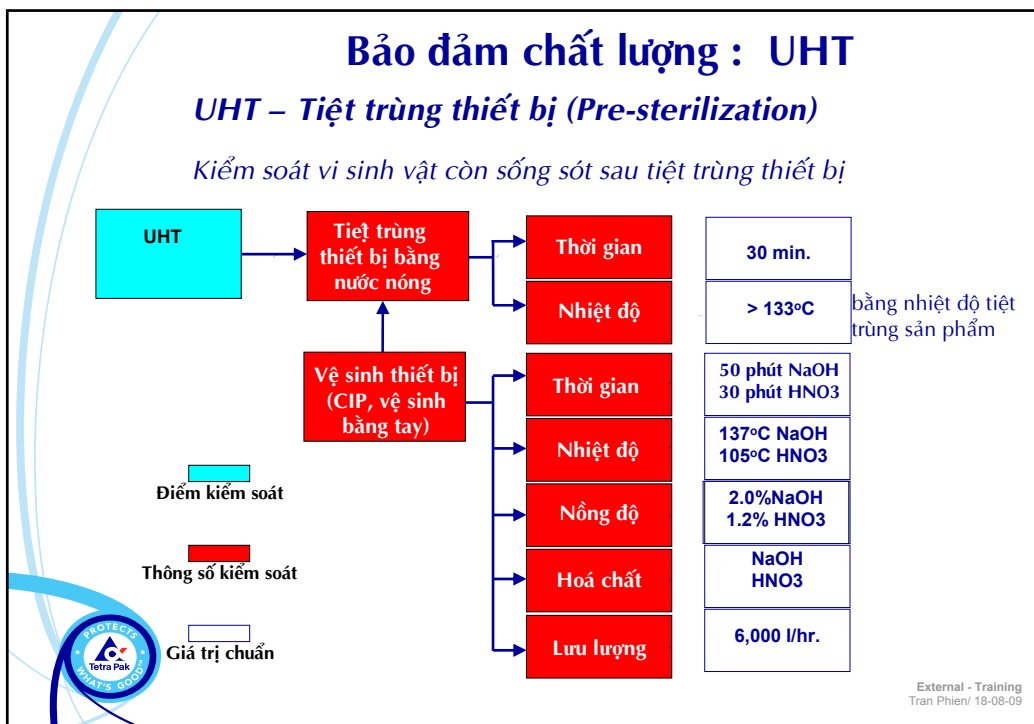 Bảo đảm chất lượng : UHT
UHT – Tiệt trùng thiết bị (Pre-sterilization)
Kiểm soát vi sinh vật còn sống sót sau tiệt trùng thiết bị
UHT
Tiệt trùng
thiết bị bằng
nước nóng
Thời gian
30 min.
Nhiệt độ
> 133°C
bằng nhiệt độ tiệt
trùng sản phẩm
Vệ sinh thiết bị
(CIP, vệ sinh
bằng tay)
Thời gian
50 phút NaOH
30 phút HNO3
Nhiệt độ
137°C NaOH
105°C HNO3
Nồng độ
2.0%NaOH
1.2% HNO3
Hoá chất
NaOH
HNO3
Lưu lượng
6,000 l/hr.
Điểm kiểm soát
Thông số kiểm soát
Giá trị chuẩn
PROTECTS
Tetra Pak
WHAT'S GOOD™
External - Training
Tran Phien/ 18-08-09